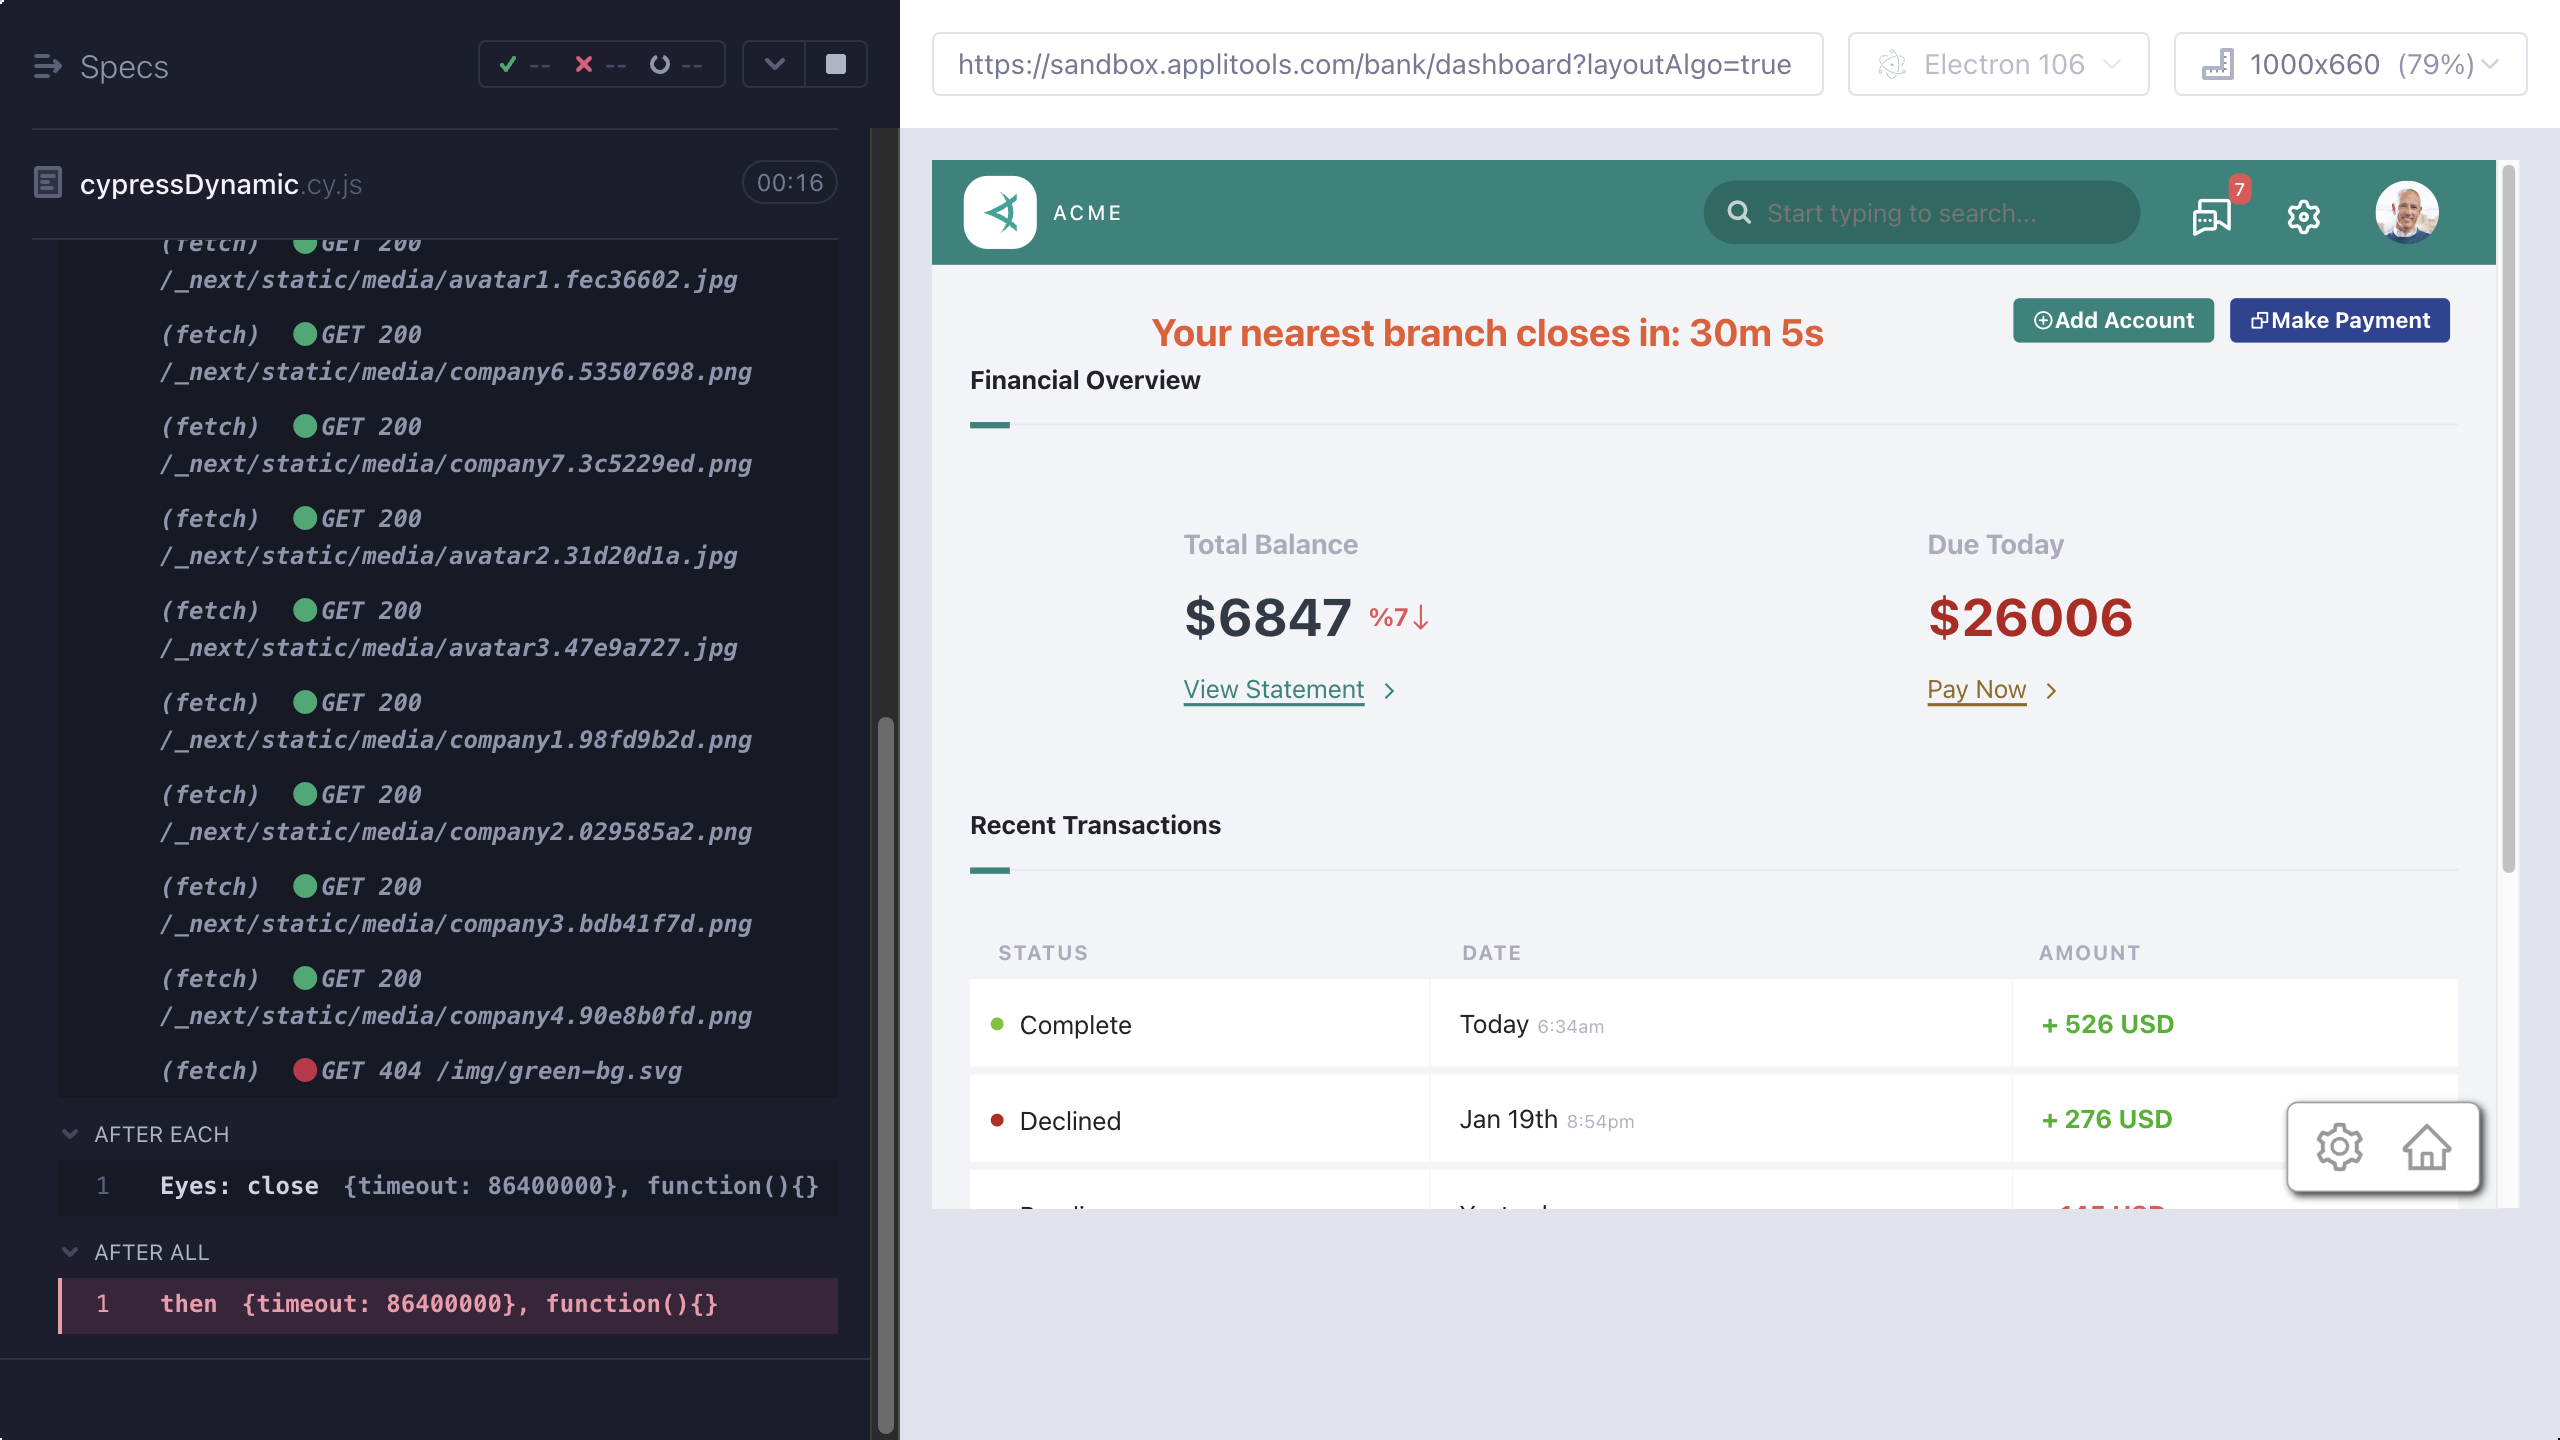 Specs
-- -- --
cypressDynamic.cy.js
00:16
(fetch) GET 200
/_next/static/media/avatar1.fec36602.jpg
(fetch) GET 200
/_next/static/media/company6.53507698.png
(fetch) GET 200
/_next/static/media/company7.3c5229ed.png
(fetch) GET 200
/_next/static/media/avatar2.31d20d1a.jpg
(fetch) GET 200
/_next/static/media/avatar3.47e9a727.jpg
(fetch) GET 200
/_next/static/media/company1.98fd9b2d.png
(fetch) GET 200
/_next/static/media/company2.029585a2.png
(fetch) GET 200
/_next/static/media/company3.bdb41f7d.png
(fetch) GET 200
/_next/static/media/company4.90e8b0fd.png
(fetch) GET 404 /img/green-bg.svg
AFTER EACH
1 Eyes: close {timeout: 86400000}, function(){}
AFTER ALL
1 then {timeout: 86400000}, function(){}
https://sandbox.applitools.com/bank/dashboard?layoutAlgo=true
Electron 106
1000x660 (79%)
ACME
Start typing to search...
7
Your nearest branch closes in: 30m 5s
Add Account
Make Payment
Financial Overview
Total Balance
$6847 %7
View Statement
Due Today
$26006
Pay Now
Recent Transactions
STATUS DATE AMOUNT
Complete Today 6:34am + 526 USD
Declined Jan 19th 8:54pm + 276 USD